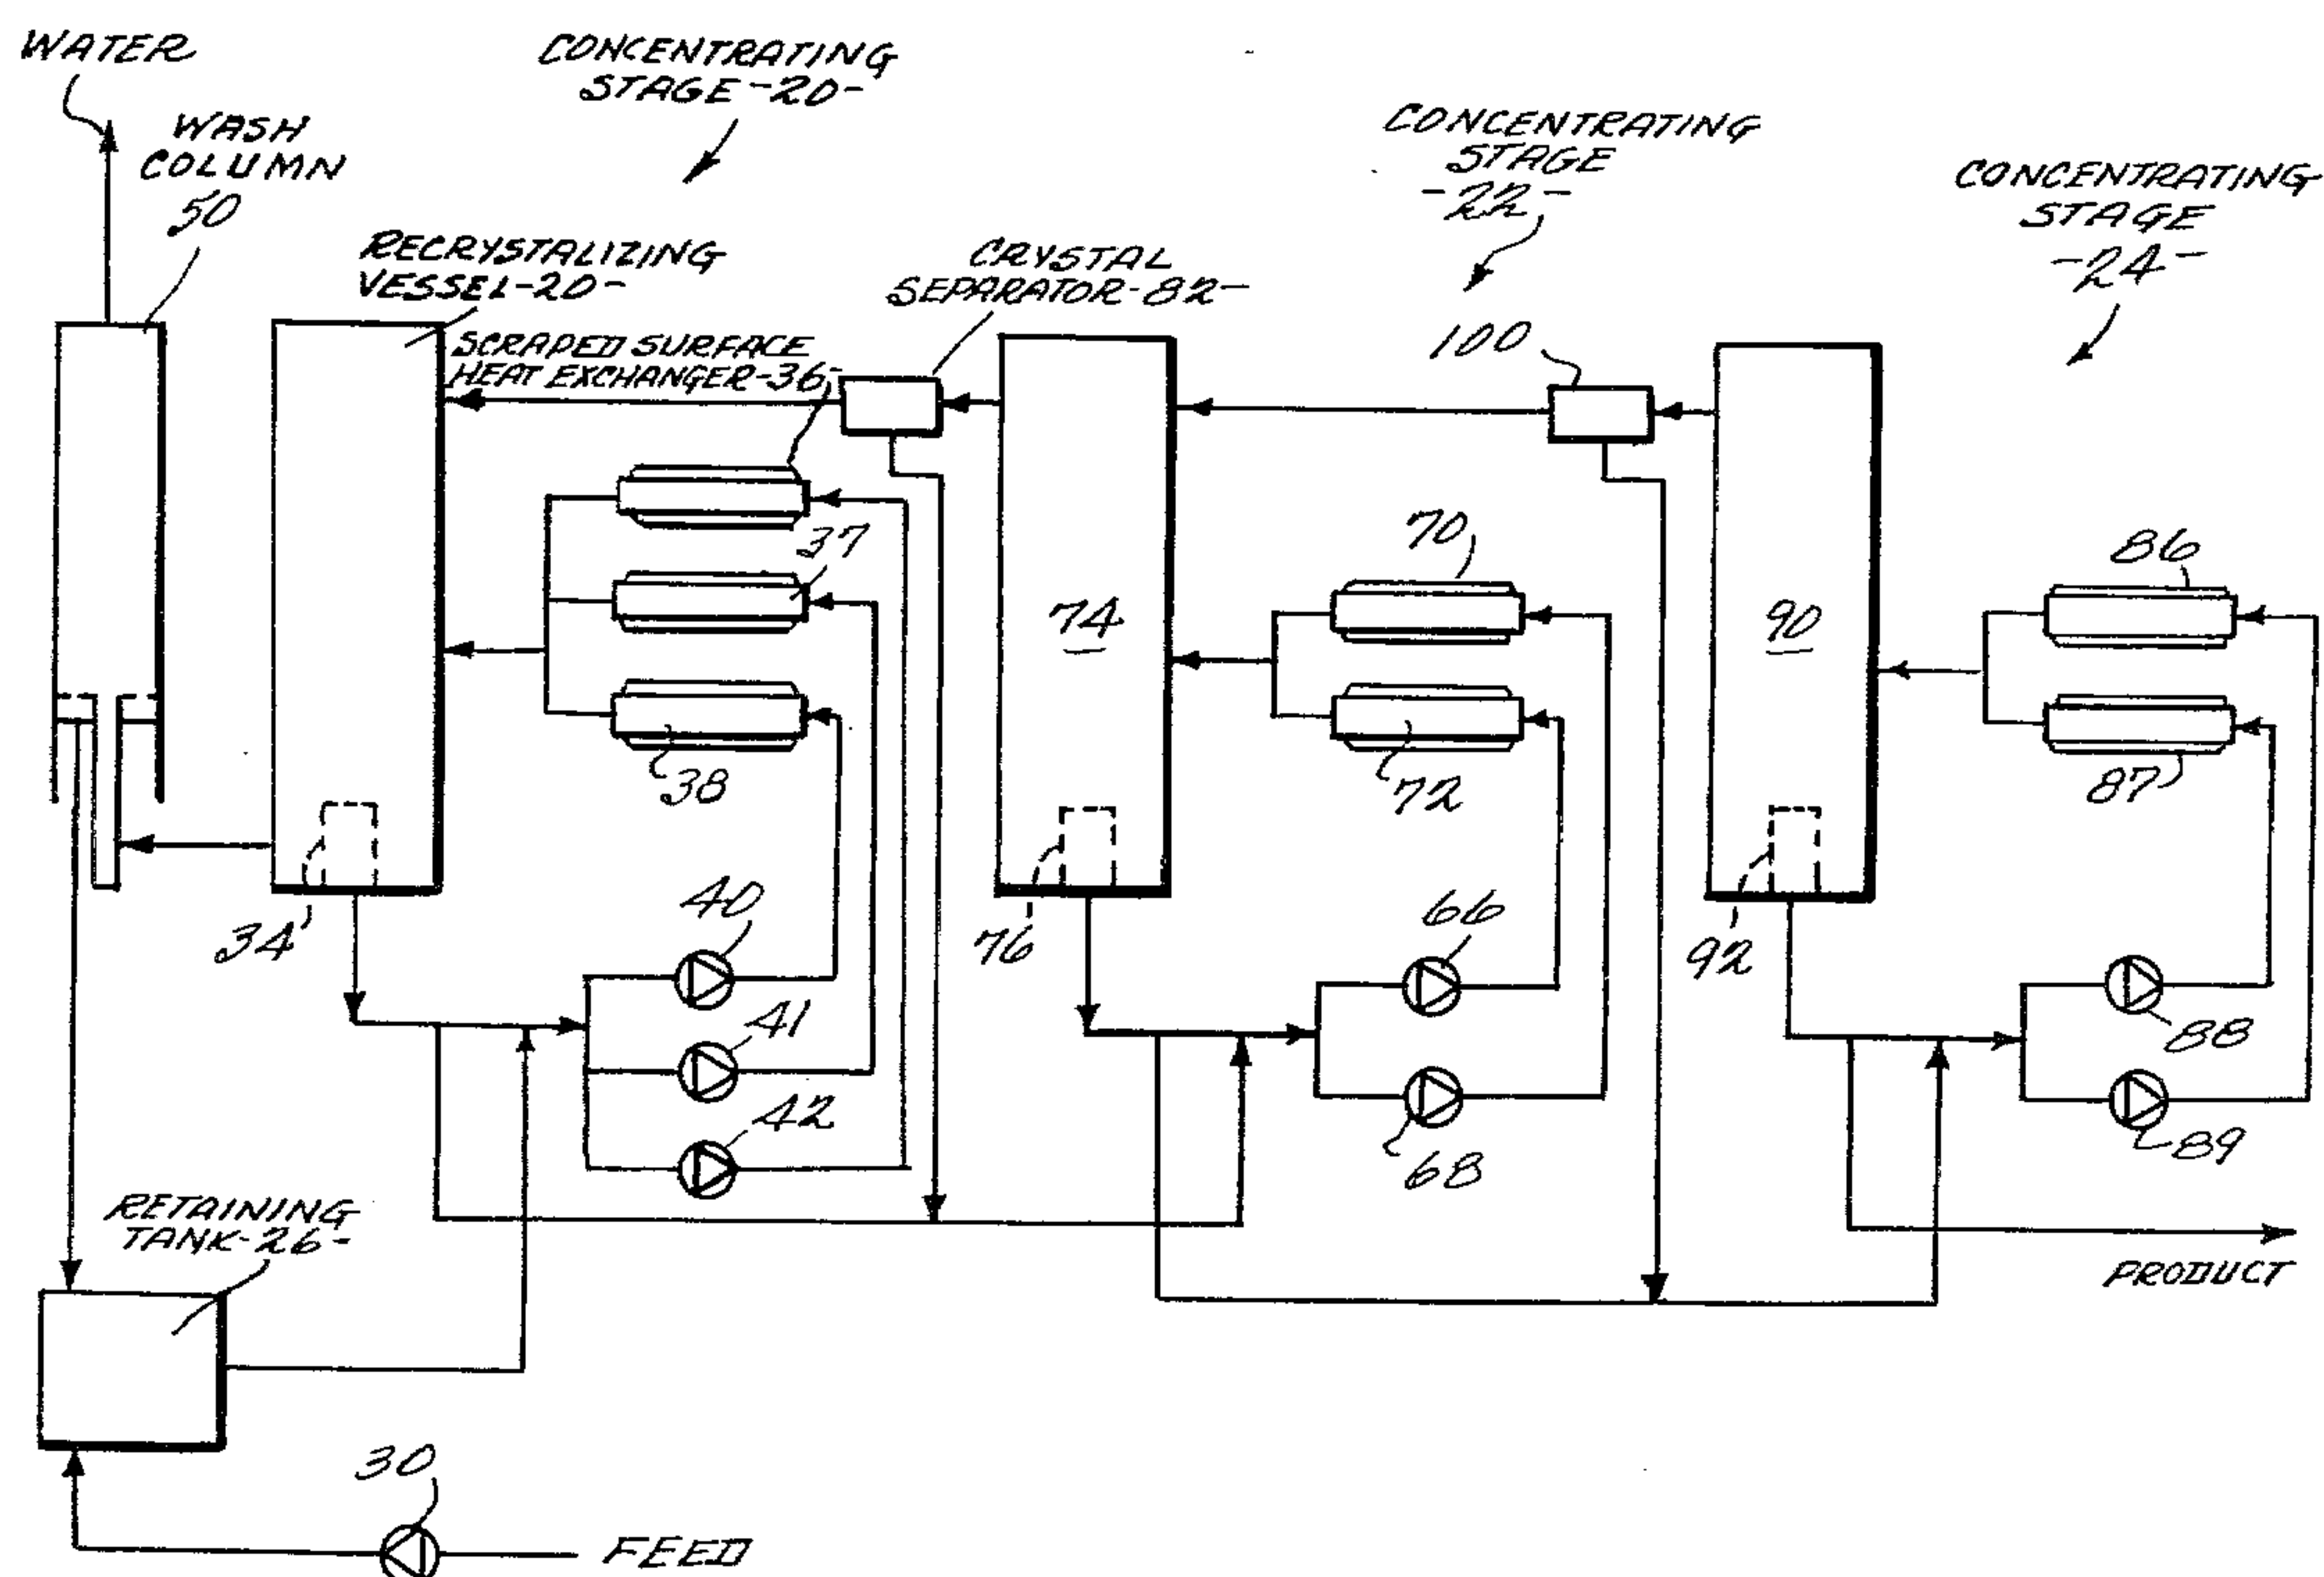 WATER
WASH
COLUMN
50
CONCENTRATING
STAGE -20-
CONCENTRATING
STAGE
-22-
CONCENTRATING
STAGE
-24-
RECRYSTALIZING
VESSEL-20-
CRYSTAL
SEPARATOR-82-
SCRAPED SURFACE
HEAT EXCHANGER-36-
100
37
38
70
72
74
86
87
90
34
40
41
42
76
66
68
92
88
89
RETAINING
TANK-26-
PRODUCT
30
FEED